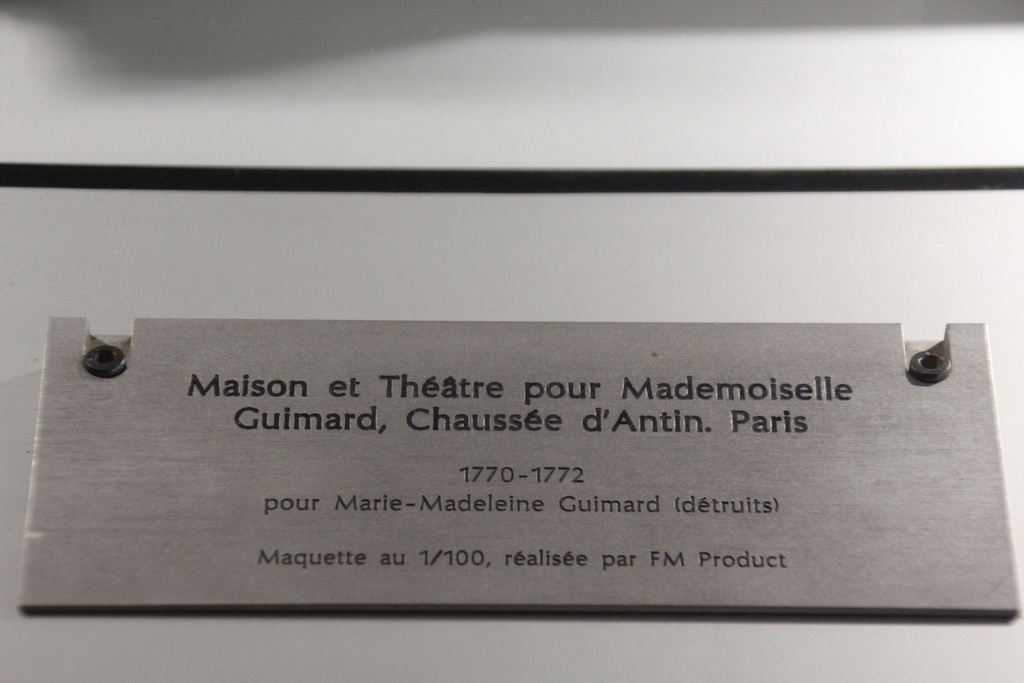 Maison et Théâtre pour Mademoiselle
Guimard, Chaussée d'Antin. Paris
1770-1772
pour Marie-Madeleine Guimard (détruits)
Maquette au 1/100, réalisée par FM Product